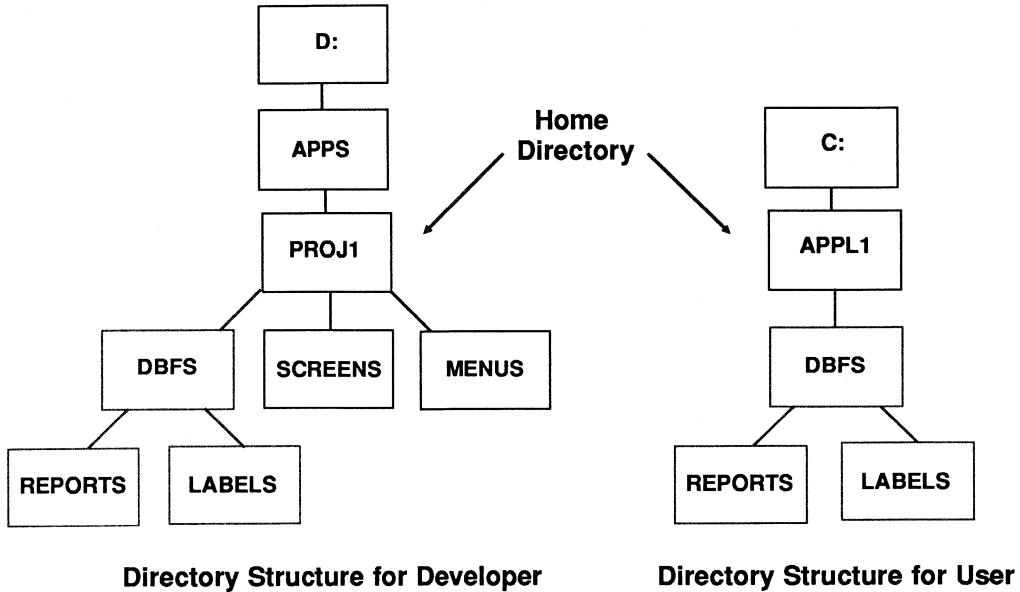 D:
APPS
PROJ1
DBFS
SCREENS
MENUS
REPORTS
LABELS
Directory Structure for Developer
Home
Directory
C:
APPL1
DBFS
REPORTS
LABELS
Directory Structure for User